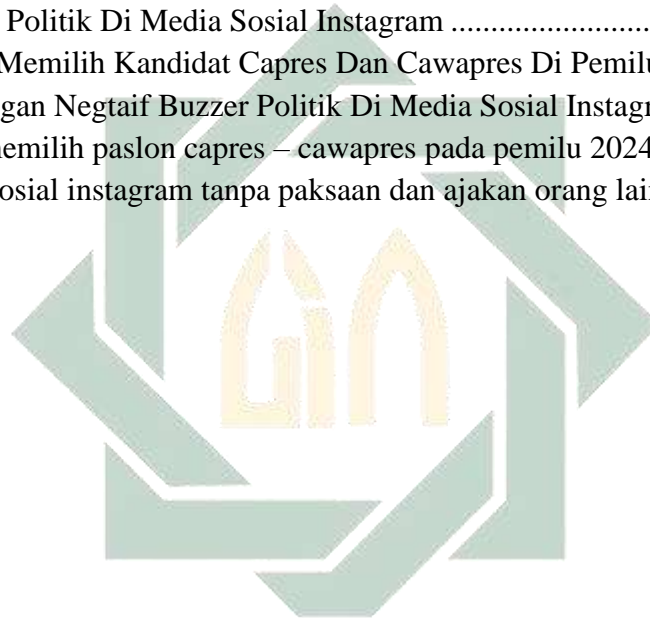 Politik Di Media Sosial Instagram ........................
Memilih Kandidat Capres Dan Cawapres Di Pemilu
gan Negtaif Buzzer Politik Di Media Sosial Instagr
emilih paslon capres – cawapres pada pemilu 2024
osial instagram tanpa paksaan dan ajakan orang lai